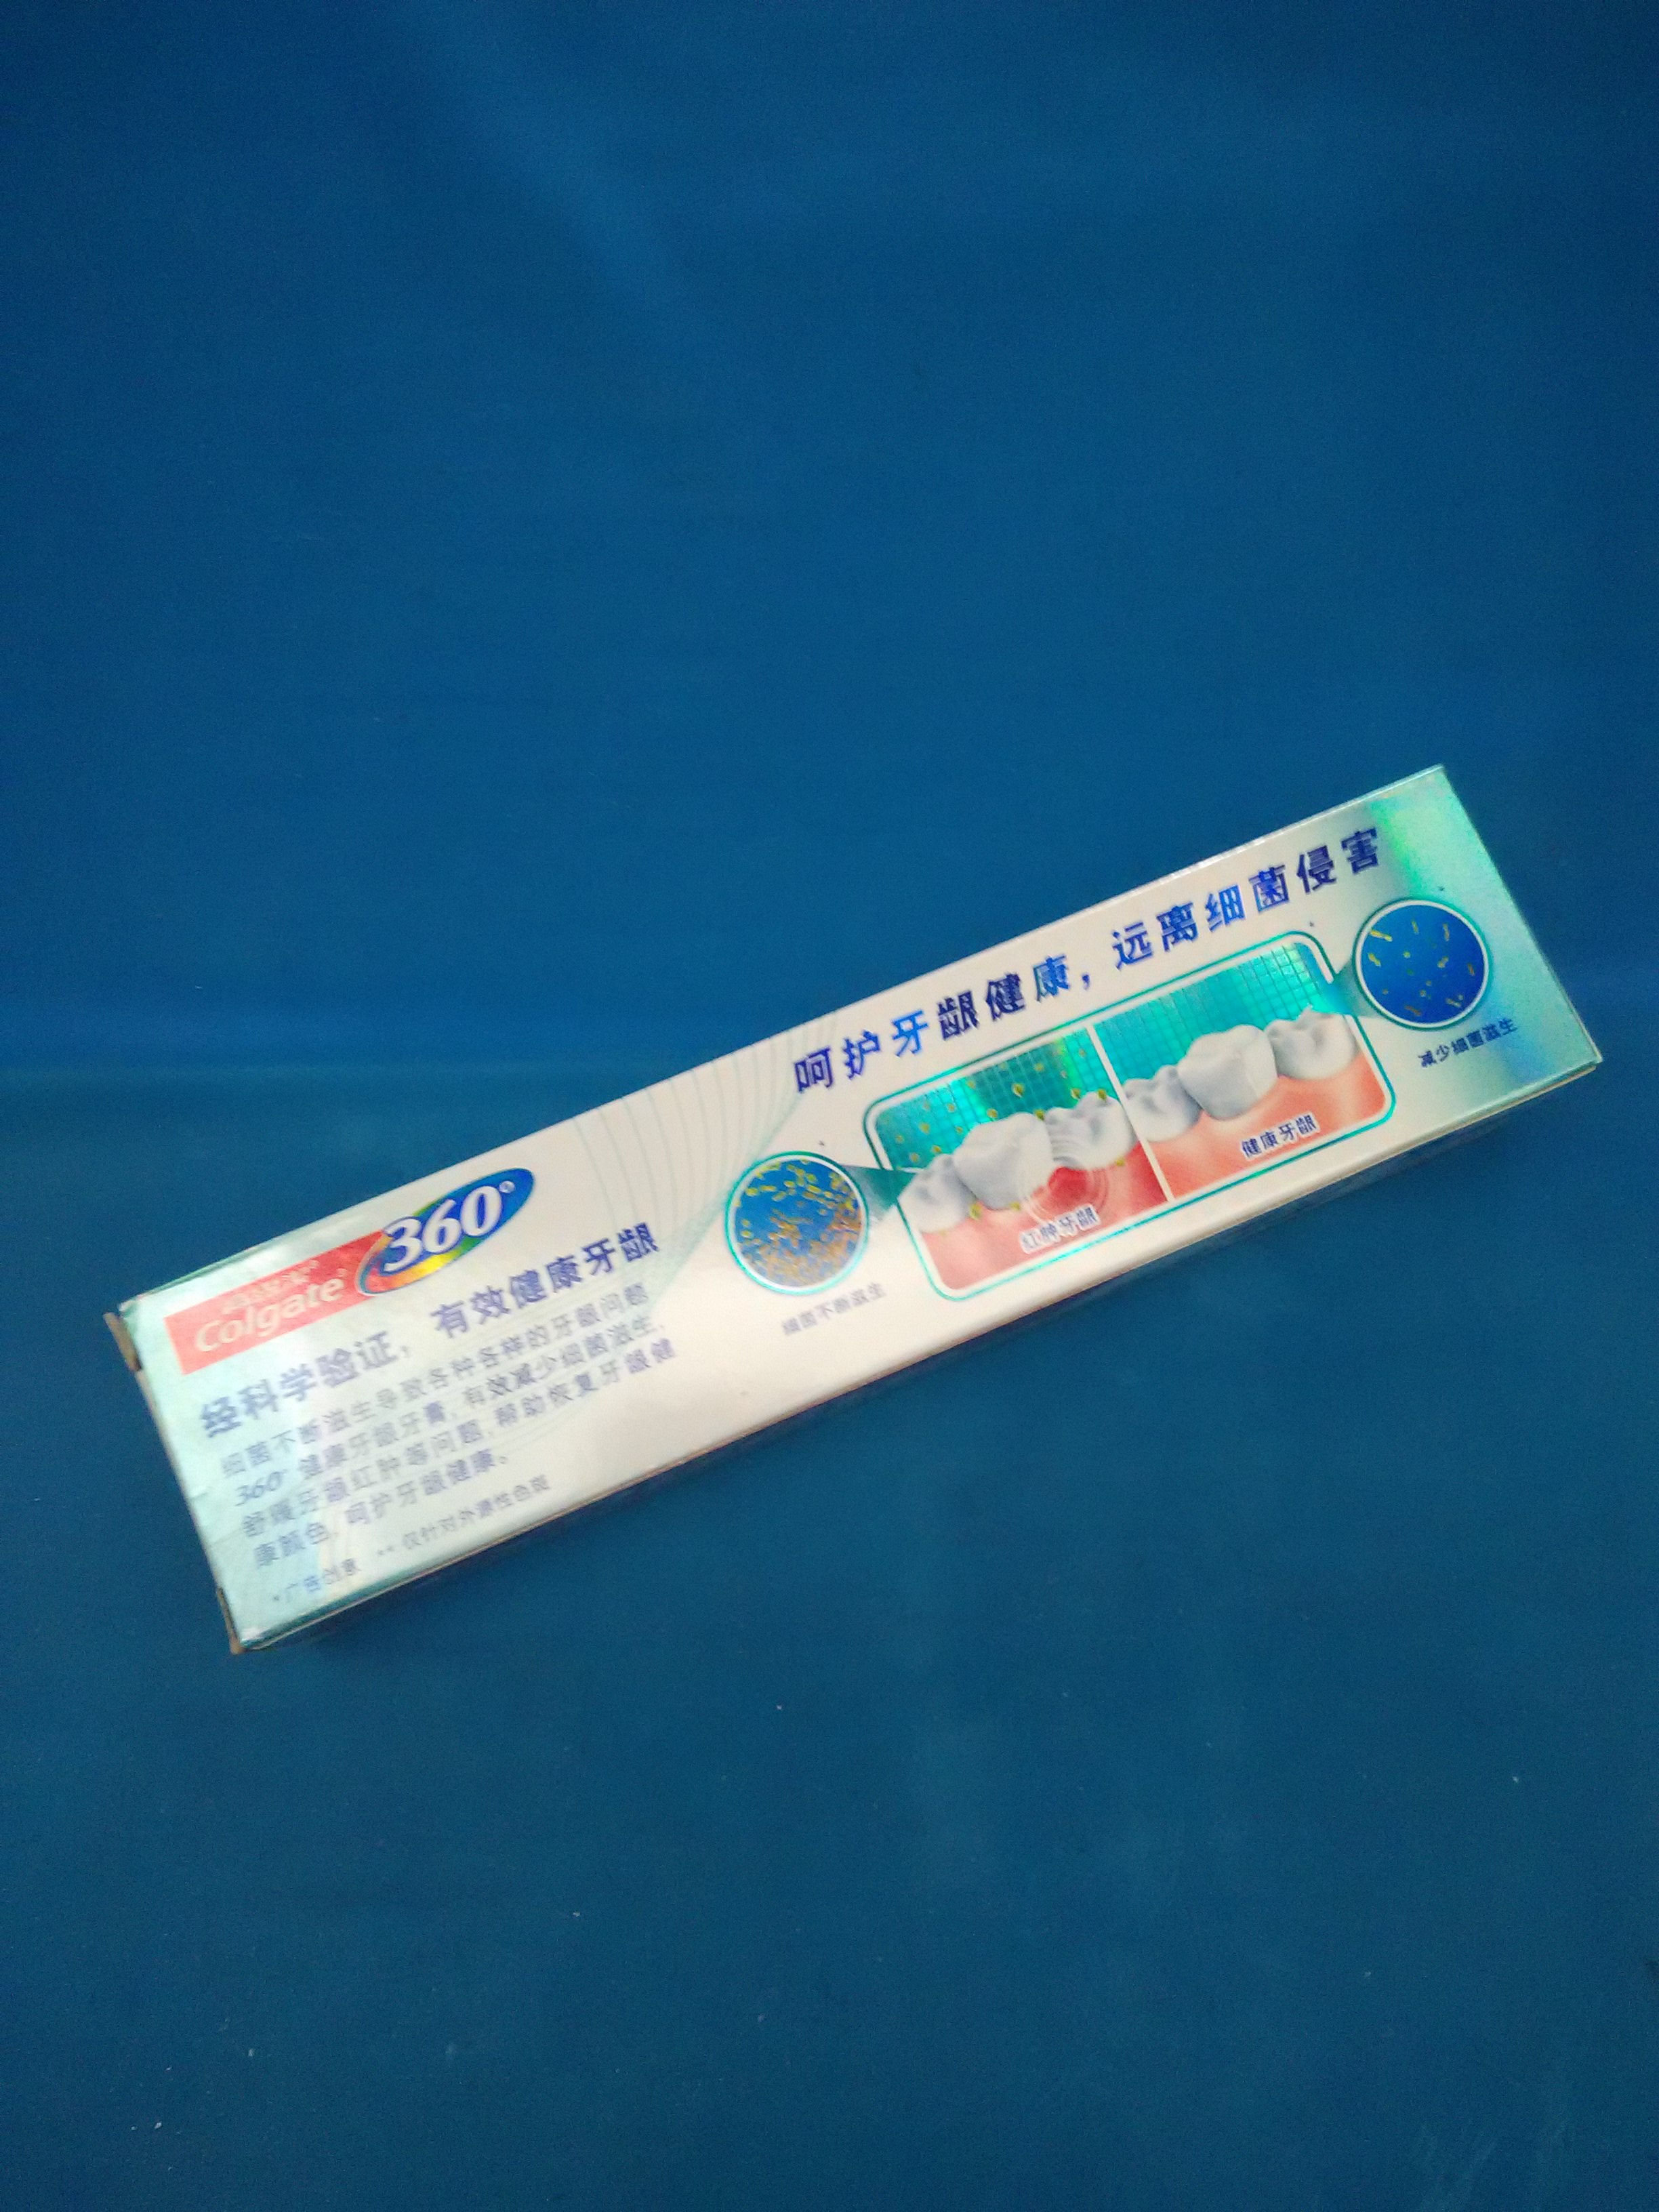 高露洁®
Colgate®
360°
经科学验证，有效健康牙龈
细菌不断滋生导致各种各样的牙龈问题
360° 健康牙龈牙膏, 有效减少细菌滋生,
舒缓牙龈红肿等问题, 帮助恢复牙龈健
康颜色, 呵护牙龈健康。
*广告创意 **仅针对外源性色斑
呵护牙龈健康，远离细菌侵害
细菌不断滋生
红肿牙龈
健康牙龈
减少细菌滋生